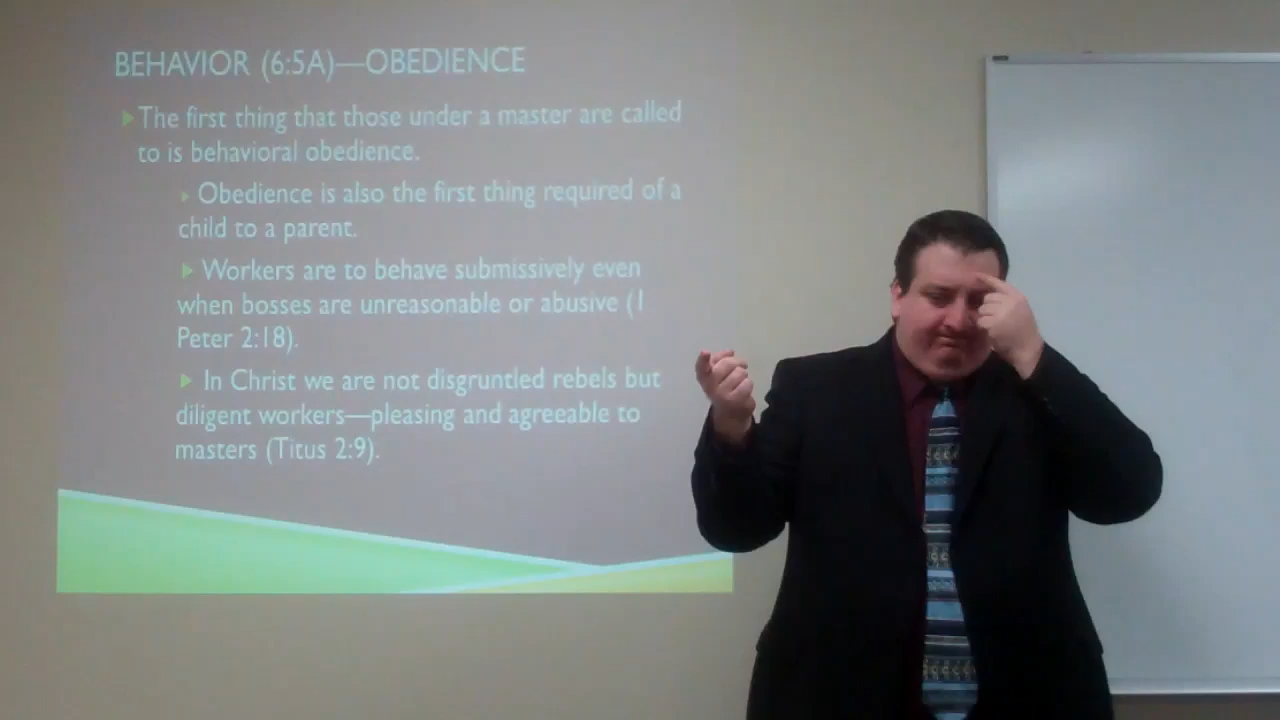 BEHAVIOR (6:5A)—OBEDIENCE
The first thing that those under a master are called
to is behavioral obedience.
Obedience is also the first thing required of a
child to a parent.
Workers are to behave submissively even
when bosses are unreasonable or abusive (1
Peter 2:18).
In Christ we are not disgruntled rebels but
diligent workers—pleasing and agreeable to
masters (Titus 2:9).